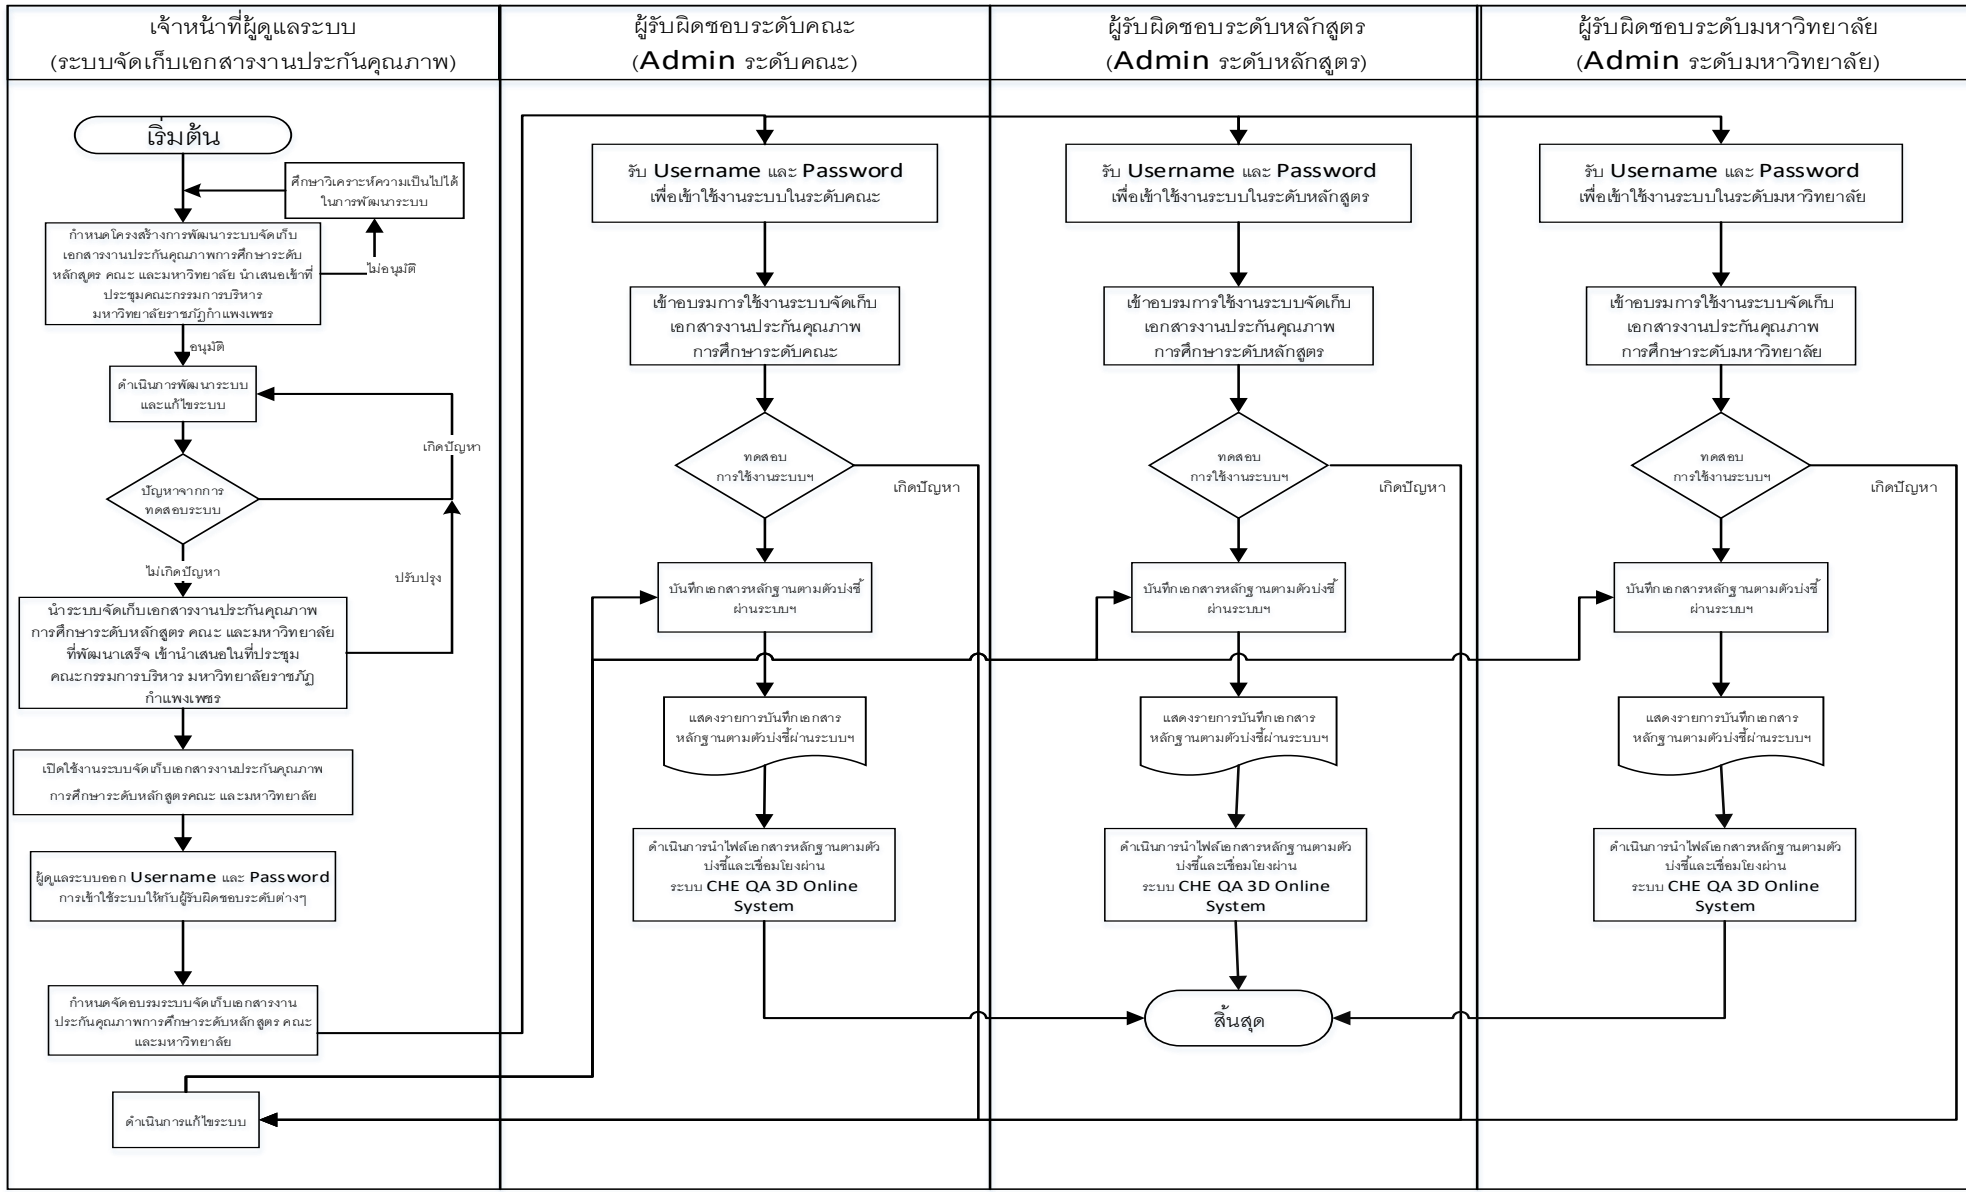 เจ้าหน้าที่ผู้ดูแลระบบ
(ระบบจัดเก็บเอกสารงานประกันคุณภาพ)
ผู้รับผิดชอบระดับคณะ
(Admin ระดับคณะ)
ผู้รับผิดชอบระดับหลักสูตร
(Admin ระดับหลักสูตร)
ผู้รับผิดชอบระดับมหาวิทยาลัย
(Admin ระดับมหาวิทยาลัย)
เริ่มต้น
ศึกษาวิเคราะห์ความเป็นไปได้
ในการพัฒนาระบบ
กำหนดโครงสร้างการพัฒนาระบบจัดเก็บ
เอกสารงานประกันคุณภาพการศึกษาระดับ
หลักสูตร คณะ และมหาวิทยาลัย นำเสนอเข้าที่
ประชุมคณะกรรมการบริหาร
มหาวิทยาลัยราชภัฏกำแพงเพชร
ไม่อนุมัติ
อนุมัติ
ดำเนินการพัฒนาระบบ
และแก้ไขระบบ
เกิดปัญหา
ปัญหาจากการ
ทดสอบระบบ
ไม่เกิดปัญหา
ปรับปรุง
นำระบบจัดเก็บเอกสารงานประกันคุณภาพ
การศึกษาระดับหลักสูตร คณะ และมหาวิทยาลัย
ที่พัฒนาเสร็จ เข้านำเสนอในที่ประชุม
คณะกรรมการบริหาร มหาวิทยาลัยราชภัฏ
กำแพงเพชร
เปิดใช้งานระบบจัดเก็บเอกสารงานประกันคุณภาพ
การศึกษาระดับหลักสูตรคณะ และมหาวิทยาลัย
ผู้ดูแลระบบออก Username และ Password
การเข้าใช้ระบบให้กับผู้รับผิดชอบระดับต่างๆ
กำหนดจัดอบรมระบบจัดเก็บเอกสารงาน
ประกันคุณภาพการศึกษาระดับหลักสูตร คณะ
และมหาวิทยาลัย
ดำเนินการแก้ไขระบบ
รับ Username และ Password
เพื่อเข้าใช้งานระบบในระดับคณะ
เข้าอบรมการใช้งานระบบจัดเก็บ
เอกสารงานประกันคุณภาพ
การศึกษาระดับคณะ
ทดสอบ
การใช้งานระบบฯ
เกิดปัญหา
บันทึกเอกสารหลักฐานตามตัวบ่งชี้
ผ่านระบบฯ
แสดงรายการบันทึกเอกสาร
หลักฐานตามตัวบ่งชี้ผ่านระบบฯ
ดำเนินการนำไฟล์เอกสารหลักฐานตามตัว
บ่งชี้และเชื่อมโยงผ่าน
ระบบ CHE QA 3D Online
System
รับ Username และ Password
เพื่อเข้าใช้งานระบบในระดับหลักสูตร
เข้าอบรมการใช้งานระบบจัดเก็บ
เอกสารงานประกันคุณภาพ
การศึกษาระดับหลักสูตร
ทดสอบ
การใช้งานระบบฯ
เกิดปัญหา
บันทึกเอกสารหลักฐานตามตัวบ่งชี้
ผ่านระบบฯ
แสดงรายการบันทึกเอกสาร
หลักฐานตามตัวบ่งชี้ผ่านระบบฯ
ดำเนินการนำไฟล์เอกสารหลักฐานตามตัว
บ่งชี้และเชื่อมโยงผ่าน
ระบบ CHE QA 3D Online
System
สิ้นสุด
รับ Username และ Password
เพื่อเข้าใช้งานระบบในระดับมหาวิทยาลัย
เข้าอบรมการใช้งานระบบจัดเก็บ
เอกสารงานประกันคุณภาพ
การศึกษาระดับมหาวิทยาลัย
ทดสอบ
การใช้งานระบบฯ
เกิดปัญหา
บันทึกเอกสารหลักฐานตามตัวบ่งชี้
ผ่านระบบฯ
แสดงรายการบันทึกเอกสาร
หลักฐานตามตัวบ่งชี้ผ่านระบบฯ
ดำเนินการนำไฟล์เอกสารหลักฐานตามตัว
บ่งชี้และเชื่อมโยงผ่าน
ระบบ CHE QA 3D Online
System